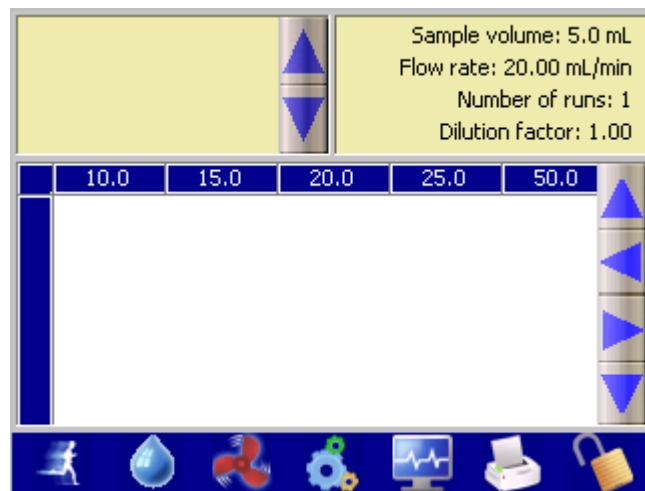 Sample volume: 5.0 mL
Flow rate: 20.00 mL/min
Number of runs: 1
Dilution factor: 1.00
10.0 15.0 20.0 25.0 50.0